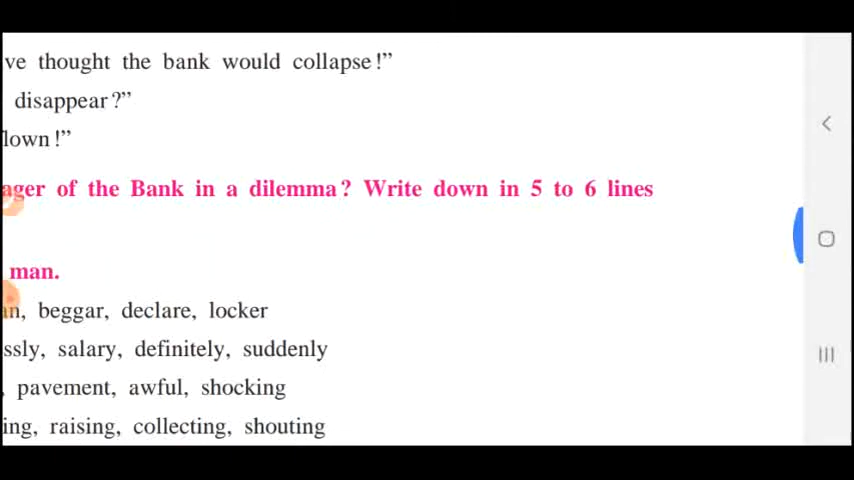 ve thought the bank would collapse!”
disappear?”
lown!”
ager of the Bank in a dilemma? Write down in 5 to 6 lines
man.
an, beggar, declare, locker
ssly, salary, definitely, suddenly
, pavement, awful, shocking
ing, raising, collecting, shouting